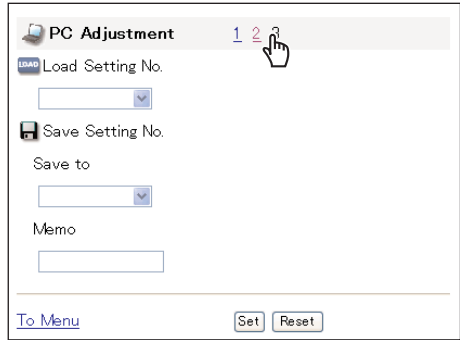 PC Adjustment 1 2 3
LOAD Load Setting No.
Save Setting No.
Save to
Memo
To Menu Set Reset